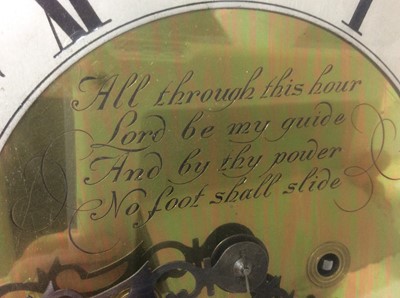 All through this hour
Lord be my guide
And by thy power
No foot shall slide